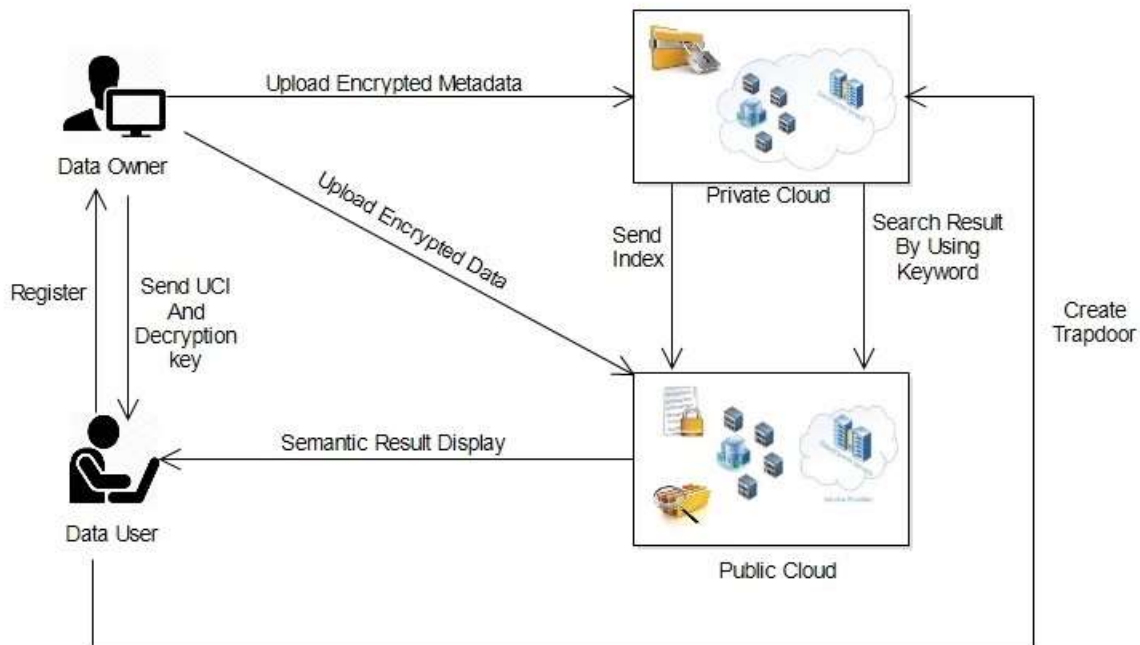 Upload Encrypted Metadata
Data Owner
Private Cloud
Upload Encrypted Data
Send
Index
Search Result
By Using
Keyword
Register
Send UCI
And
Decryption
key
Create
Trapdoor
Semantic Result Display
Data User
Public Cloud